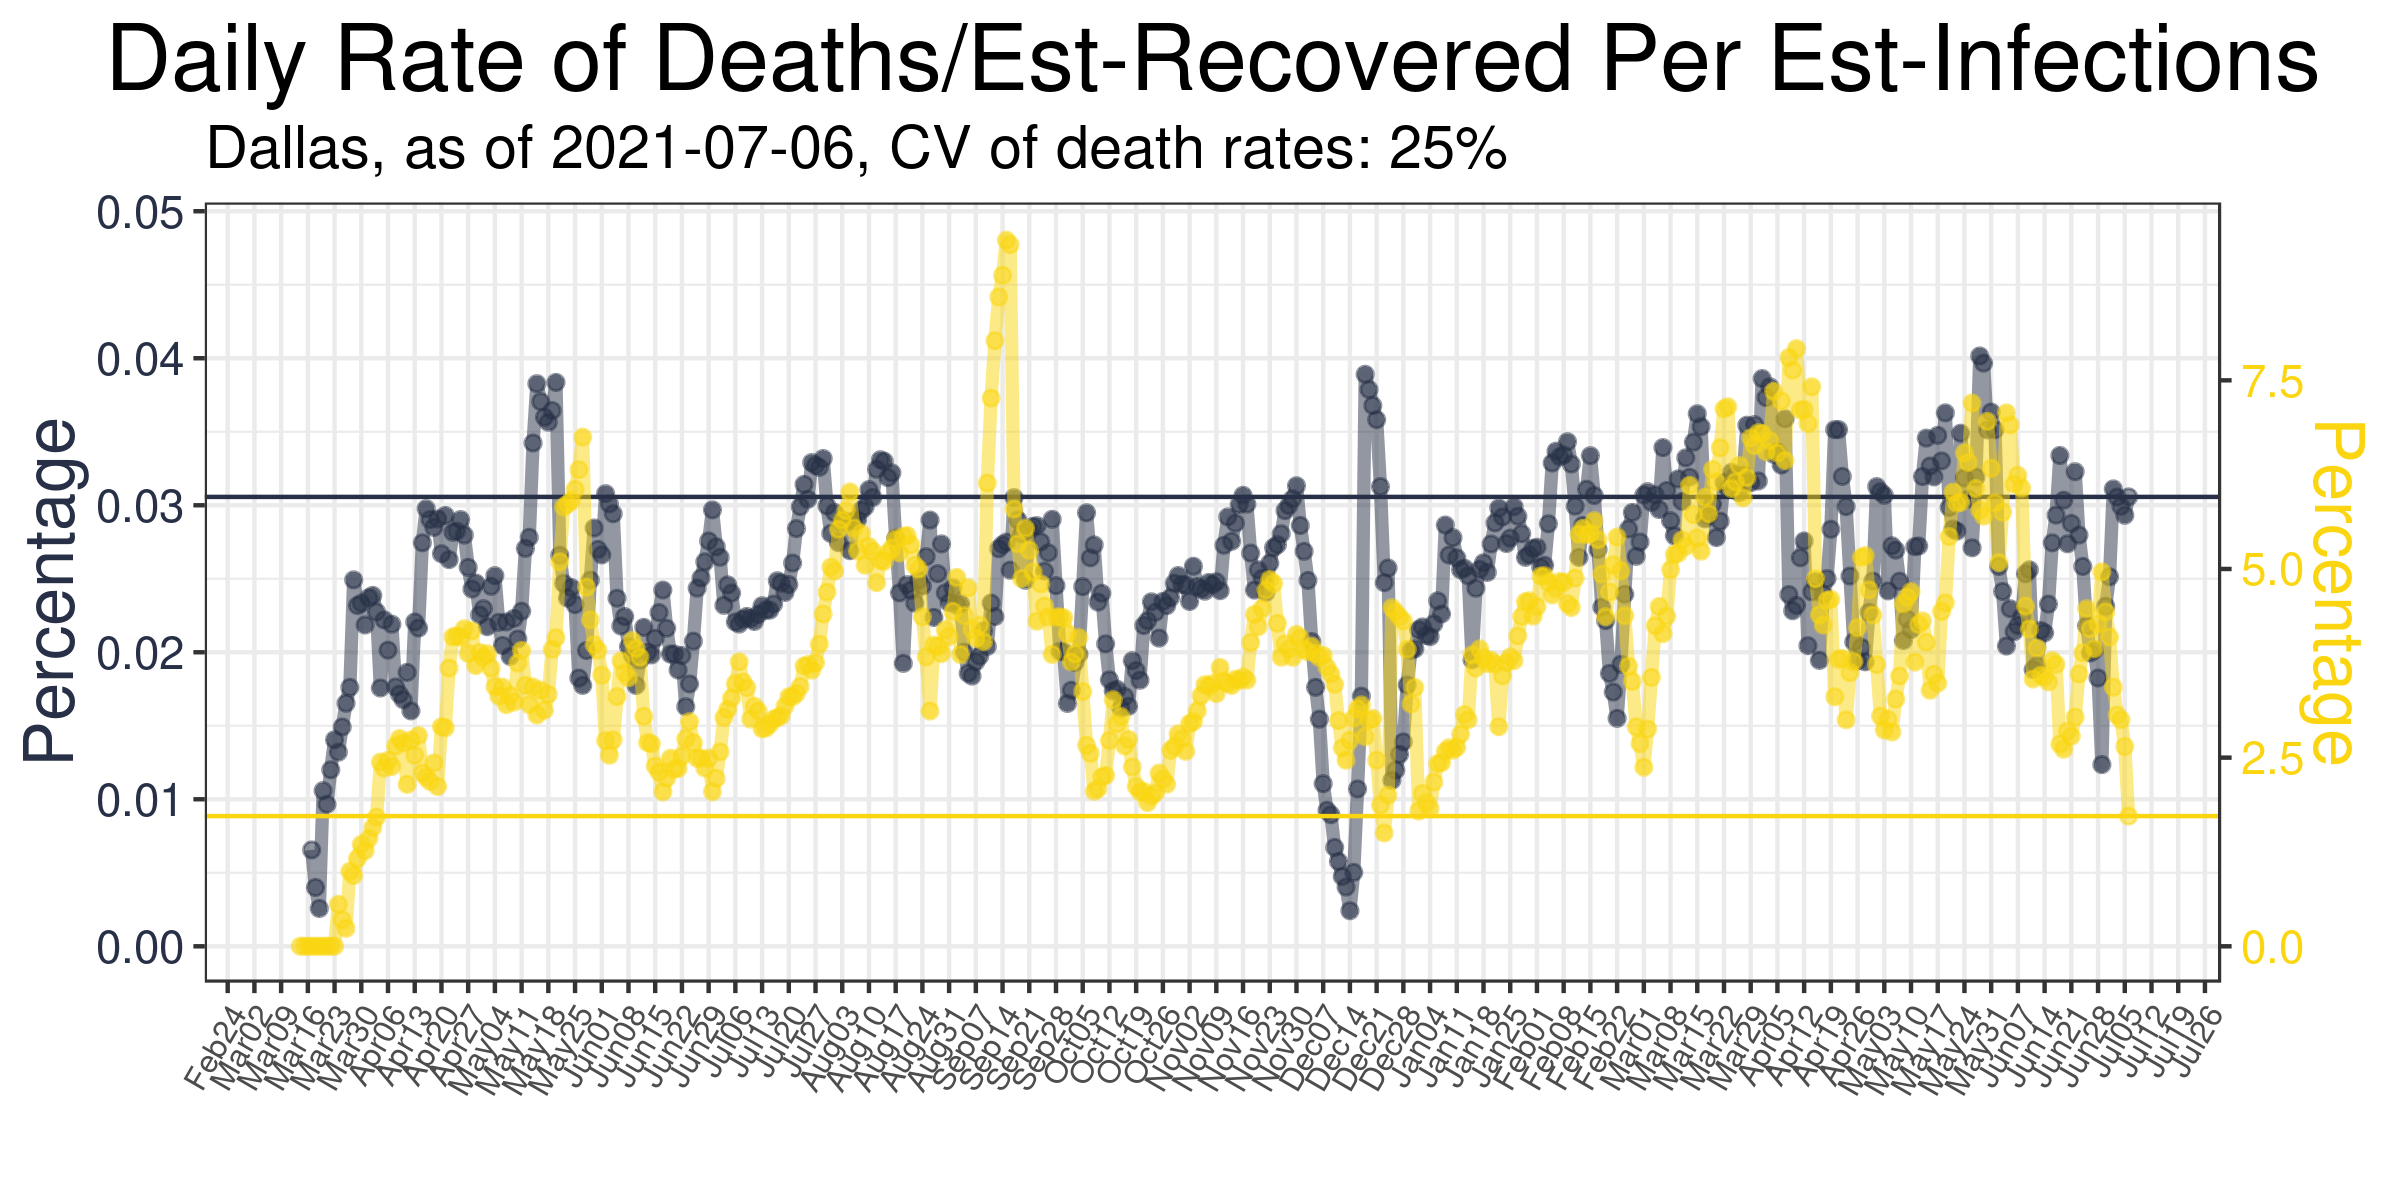 Daily Rate of Deaths/Est-Recovered Per Est-Infections
Dallas, as of 2021-07-06, CV of death rates: 25%
Percentage
0.05
0.04
0.03
0.02
0.01
0.00
7.5
5.0
2.5
0.0
Percentage
Feb24
Mar02
Mar09
Mar16
Mar23
Mar30
Apr06
Apr13
Apr20
Apr27
May04
May11
May18
May25
Jun01
Jun08
Jun15
Jun22
Jun29
Jul06
Jul13
Jul20
Jul27
Aug03
Aug10
Aug17
Aug24
Aug31
Sep07
Sep14
Sep21
Sep28
Oct05
Oct12
Oct19
Oct26
Nov02
Nov09
Nov16
Nov23
Nov30
Dec07
Dec14
Dec21
Dec28
Jan04
Jan11
Jan18
Jan25
Feb01
Feb08
Feb15
Feb22
Mar01
Mar08
Mar15
Mar22
Mar29
Apr05
Apr12
Apr19
Apr26
May03
May10
May17
May24
May31
Jun07
Jun14
Jun21
Jun28
Jul05
Jul12
Jul19
Jul26